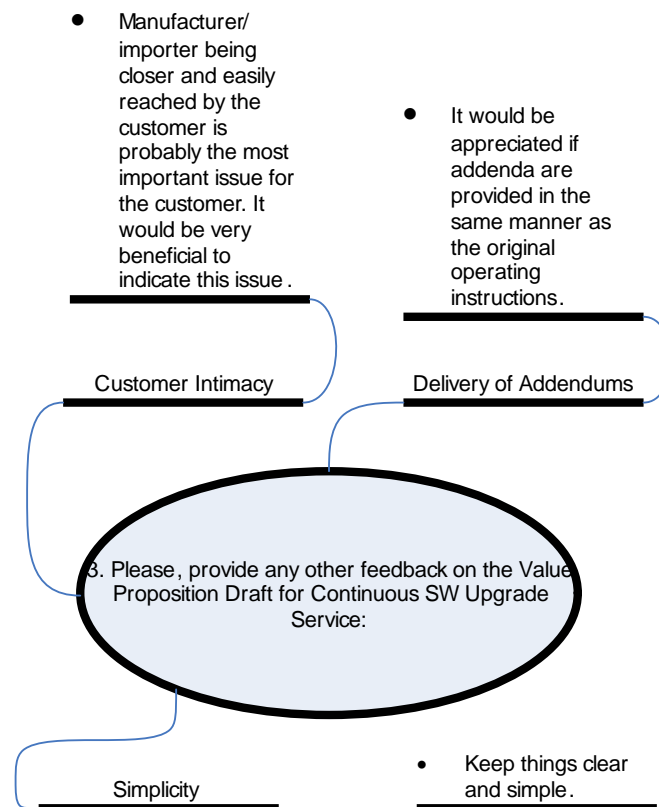 • Manufacturer/
importer being
closer and easily
reached by the
customer is
probably the most
important issue for
the customer. It
would be very
beneficial to
indicate this issue.
• It would be
appreciated if
addenda are
provided in the
same manner as
the original
operating
instructions.
Customer Intimacy
Delivery of Addendums
3. Please, provide any other feedback on the Value
Proposition Draft for Continuous SW Upgrade
Service:
Simplicity
• Keep things clear
and simple.